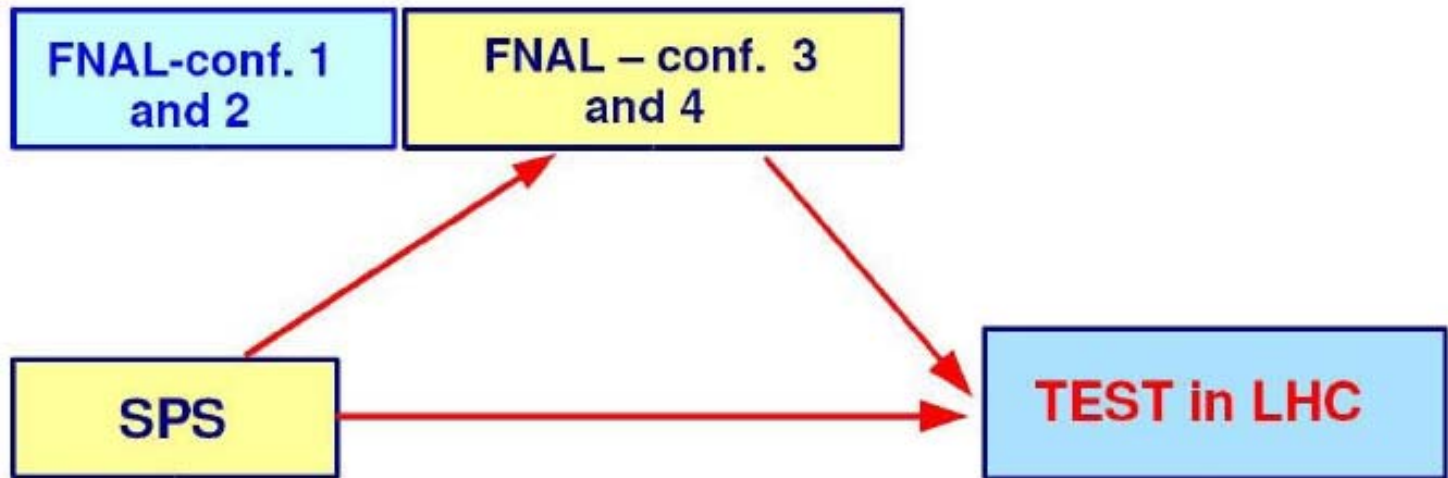 FNAL-conf. 1
and 2
FNAL – conf. 3
and 4
SPS
TEST in LHC